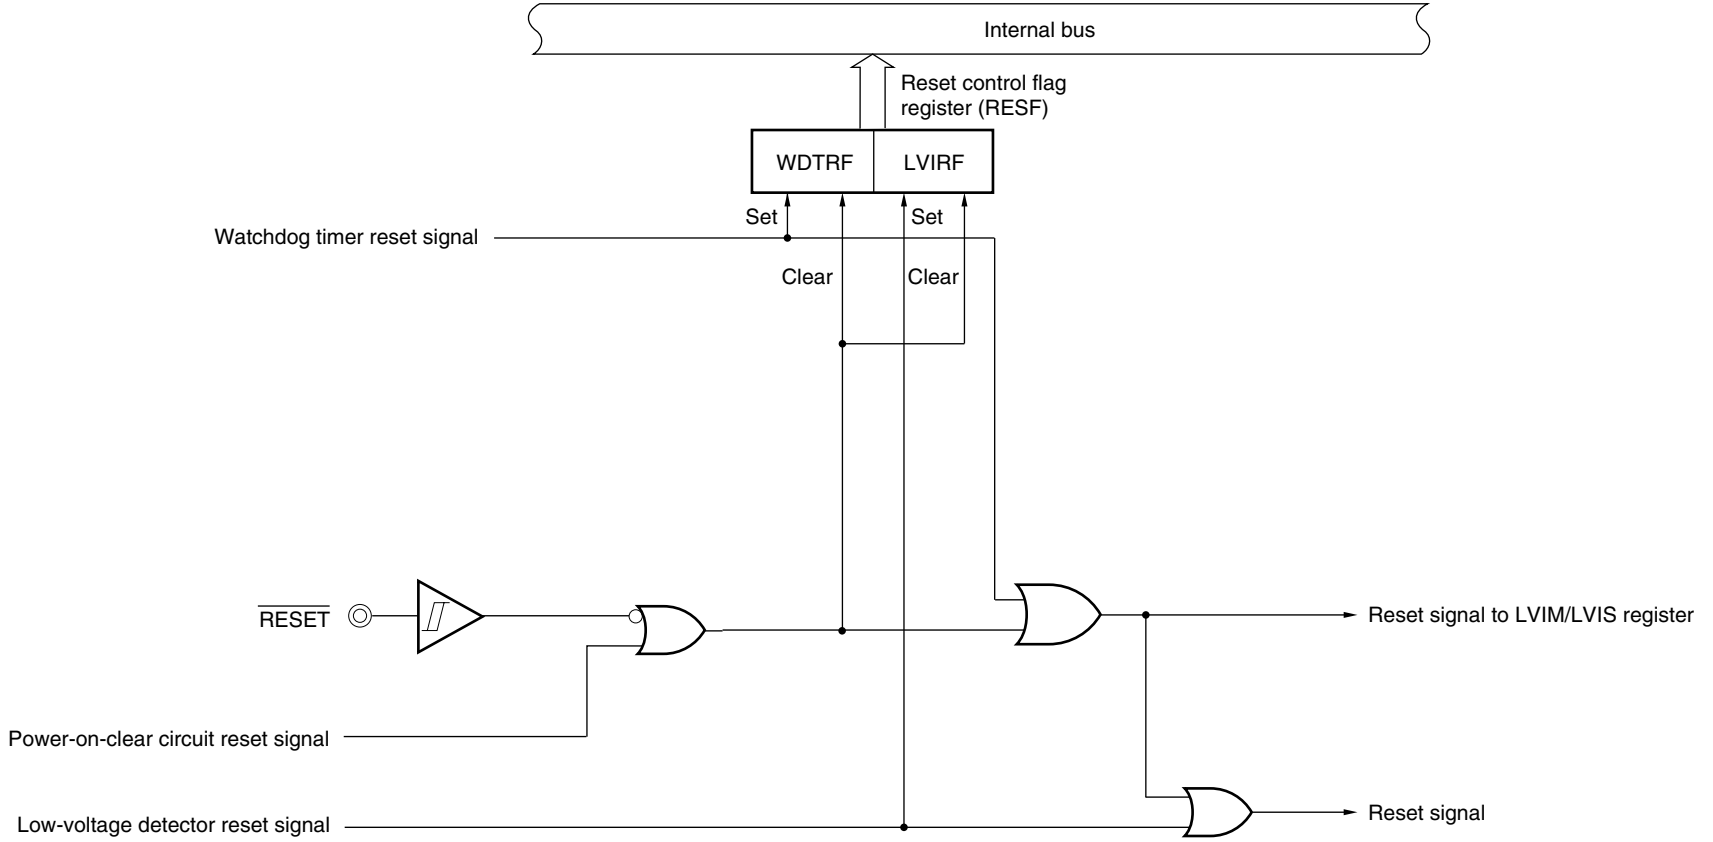 Internal bus
Reset control flag
register (RESF)
WDTRF
LVIRF
Set
Set
Watchdog timer reset signal
Clear
Clear
RESET
Reset signal to LVIM/LVIS register
Power-on-clear circuit reset signal
Low-voltage detector reset signal
Reset signal